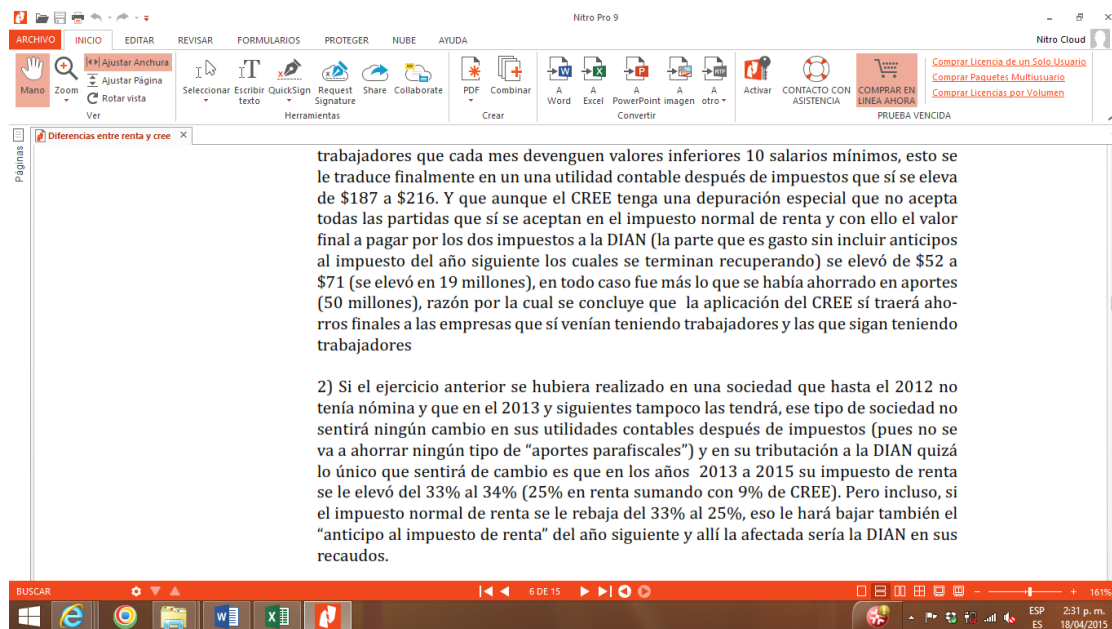 Nitro Pro 9
ARCHIVO INICIO EDITAR REVISAR FORMULARIOS PROTEGER NUBE AYUDA Nitro Cloud
Mano
Zoom
Ajustar Anchura
Ajustar Página
Rotar vista
Ver
Seleccionar
Escribir texto
QuickSign
Request Signature
Share
Collaborate
Herramientas
PDF
Combinar
Crear
A Word
A Excel
A PowerPoint
A imagen
A otro
Convertir
Activar
CONTACTO CON ASISTENCIA
COMPRAR EN LINEA AHORA
Comprar Licencia de un Solo Usuario
Comprar Paquetes Multiusuario
Comprar Licencias por Volumen
PRUEBA VENCIDA
Diferencias entre renta y cree
Páginas
trabajadores que cada mes devenguen valores inferiores 10 salarios mínimos, esto se
le traduce finalmente en un una utilidad contable después de impuestos que sí se eleva
de $187 a $216. Y que aunque el CREE tenga una depuración especial que no acepta
todas las partidas que sí se aceptan en el impuesto normal de renta y con ello el valor
final a pagar por los dos impuestos a la DIAN (la parte que es gasto sin incluir anticipos
al impuesto del año siguiente los cuales se terminan recuperando) se elevó de $52 a
$71 (se elevó en 19 millones), en todo caso fue más lo que se había ahorrado en aportes
(50 millones), razón por la cual se concluye que la aplicación del CREE sí traerá aho-
rros finales a las empresas que sí venían teniendo trabajadores y las que sigan teniendo
trabajadores
2) Si el ejercicio anterior se hubiera realizado en una sociedad que hasta el 2012 no
tenía nómina y que en el 2013 y siguientes tampoco las tendrá, ese tipo de sociedad no
sentirá ningún cambio en sus utilidades contables después de impuestos (pues no se
va a ahorrar ningún tipo de “aportes parafiscales”) y en su tributación a la DIAN quizá
lo único que sentirá de cambio es que en los años 2013 a 2015 su impuesto de renta
se le elevó del 33% al 34% (25% en renta sumando con 9% de CREE). Pero incluso, si
el impuesto normal de renta se le rebaja del 33% al 25%, eso le hará bajar también el
“anticipo al impuesto de renta” del año siguiente y allí la afectada sería la DIAN en sus
recaudos.
BUSCAR
6 DE 15
161%
ESP 2:31 p. m.
ES 18/04/2015